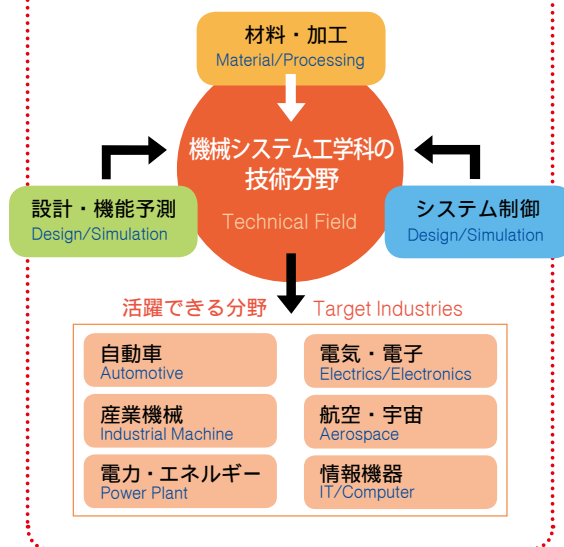 材料・加工
Material/Processing
機械システム工学科の
技術分野
Technical Field
設計・機能予測
Design/Simulation
システム制御
Design/Simulation
活躍できる分野 Target Industries
自動車
Automotive
電気・電子
Electrics/Electronics
産業機械
Industrial Machine
航空・宇宙
Aerospace
電力・エネルギー
Power Plant
情報機器
IT/Computer